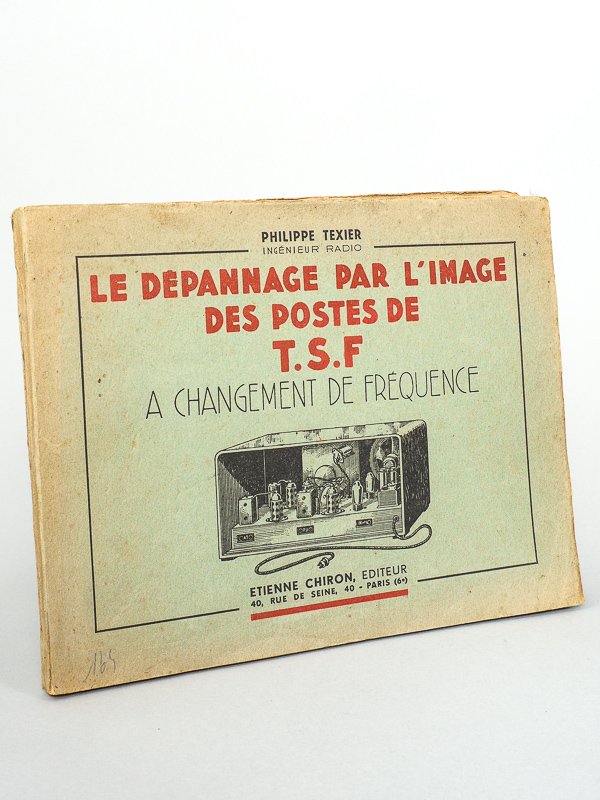 PHILIPPE TEXIER
INGÉNIEUR RADIO
LE DÉPANNAGE PAR L'IMAGE
DES POSTES DE
T.S.F
A CHANGEMENT DE FRÉQUENCE
ETIENNE CHIRON, EDITEUR
40, RUE DE SEINE, 40 - PARIS (6e)
165